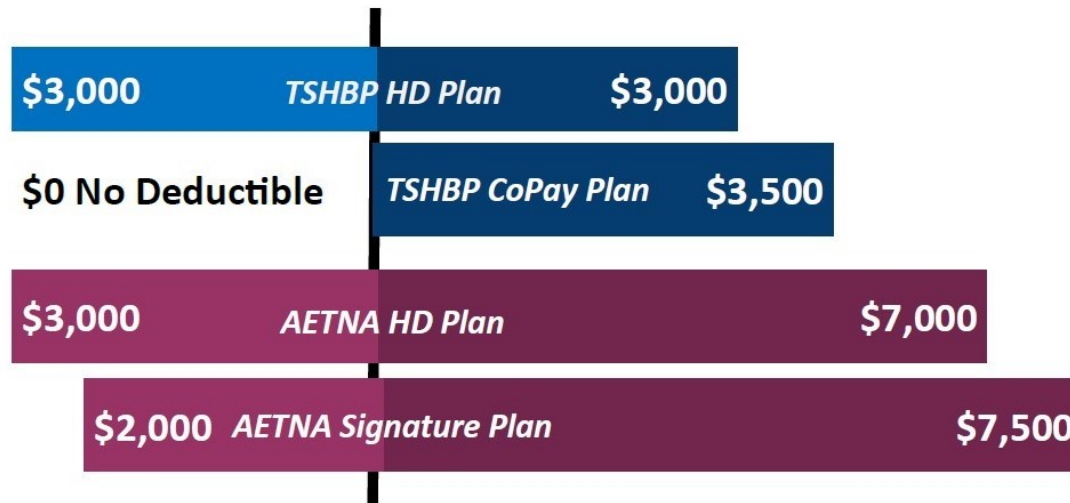 $3,000 TSHBP HD Plan $3,000
$0 No Deductible TSHBP CoPay Plan $3,500
$3,000 AETNA HD Plan $7,000
$2,000 AETNA Signature Plan $7,500